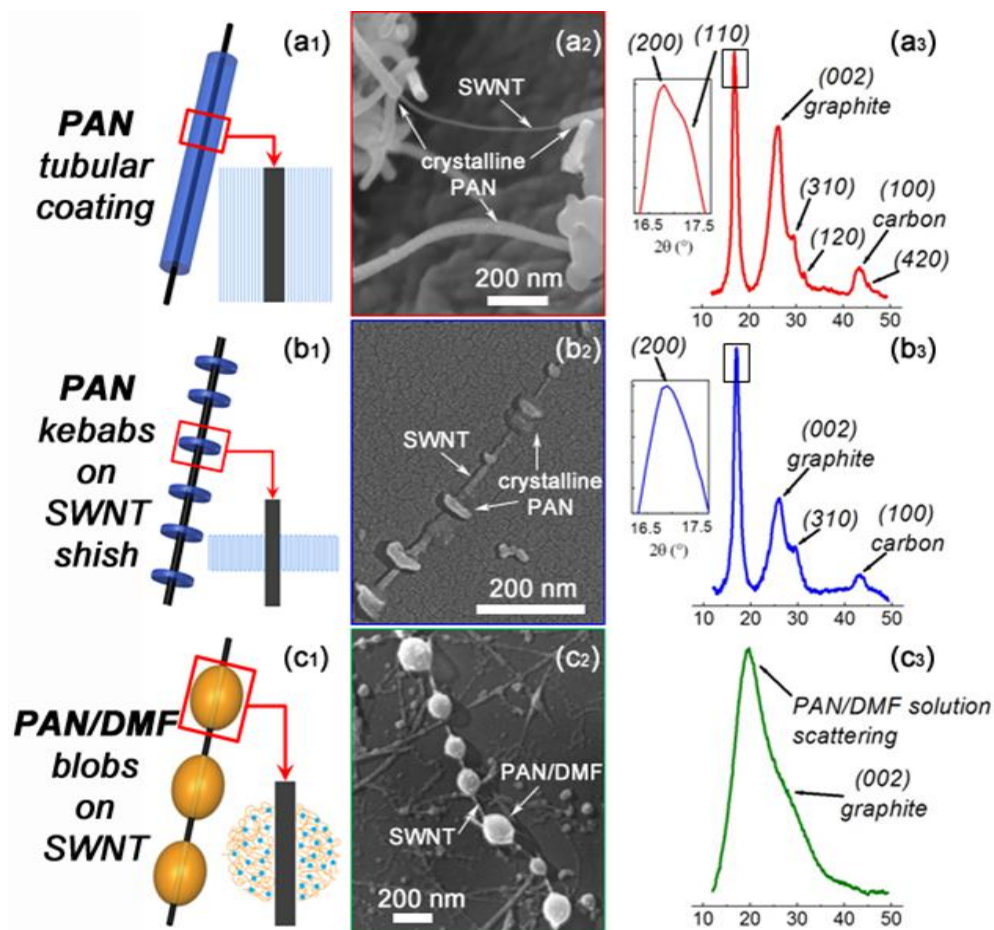 (a1)
PAN
tubular
coating
(a2)
SWNT
crystalline
PAN
200 nm
(a3)
(200)
(110)
(002)
graphite
(310)
(100)
carbon
(120)
(420)
16.5 17.5
2θ (°)
10 20 30 40 50
(b1)
PAN
kebabs
on
SWNT
shish
(b2)
SWNT
crystalline
PAN
200 nm
(b3)
(200)
(002)
graphite
(310)
(100)
carbon
16.5 17.5
2θ (°)
10 20 30 40 50
(c1)
PAN/DMF
blobs
on
SWNT
(c2)
PAN/DMF
SWNT
200 nm
(c3)
PAN/DMF solution
scattering
(002)
graphite
10 20 30 40 50